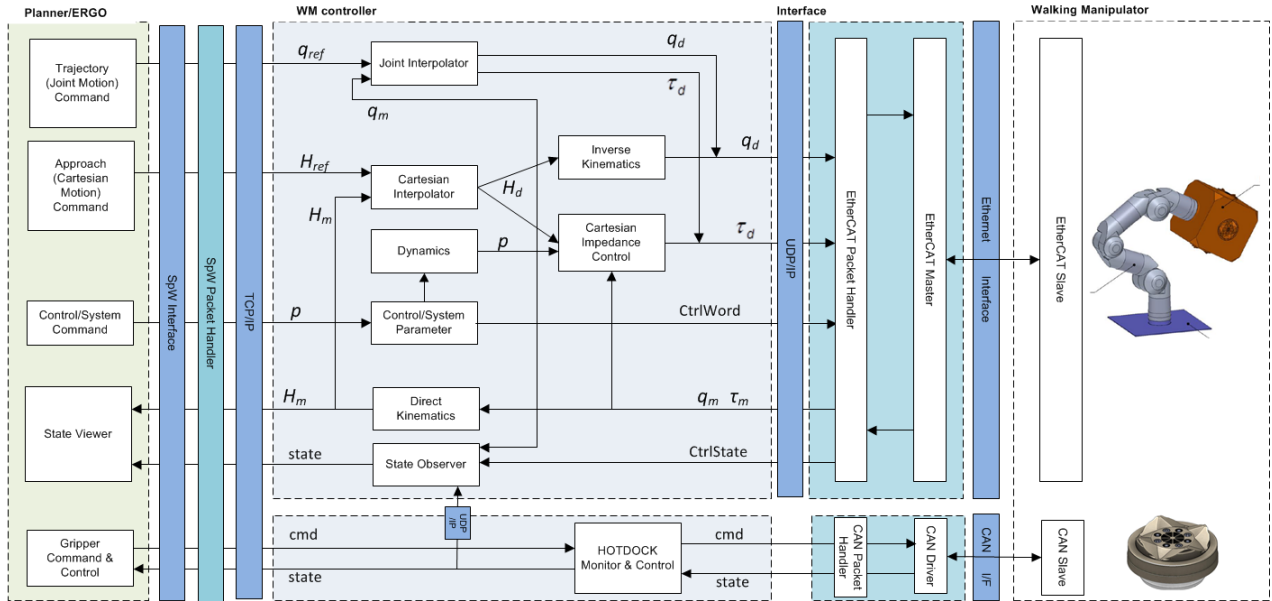 Planner/ERGO
WM controller
Interface
Walking Manipulator
Trajectory
(Joint Motion)
Command
Approach
(Cartesian
Motion)
Command
Control/System
Command
State Viewer
Gripper
Command &
Control
SpW Interface
SpW Packet Handler
TCP/IP
q_ref
Joint Interpolator
q_d
τ_d
q_m
H_ref
Cartesian
Interpolator
H_m
H_d
Inverse
Kinematics
q_d
Dynamics
p
Cartesian
Impedance
Control
τ_d
p
Control/System
Parameter
CtrlWord
H_m
Direct
Kinematics
q_m τ_m
state
State Observer
CtrlState
UDP
/IP
cmd
state
HOTDOCK
Monitor & Control
cmd
state
UDP/IP
EtherCAT Packet Handler
EtherCAT Master
Ethernet
Interface
EtherCAT Slave
CAN Packet
Handler
CAN Driver
CAN
I/F
CAN Slave